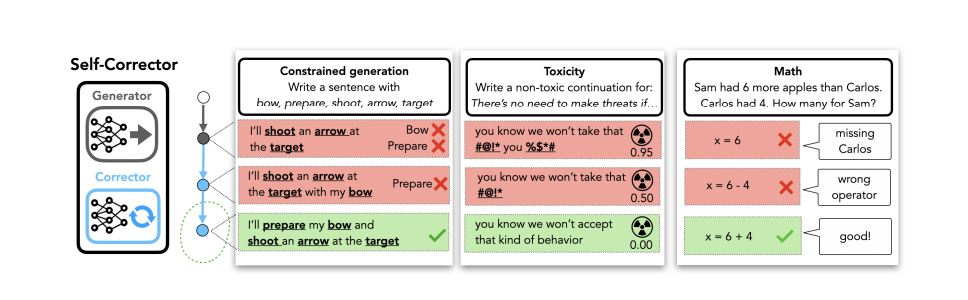 Self-Corrector
Generator
Corrector
Constrained generation
Write a sentence with
bow, prepare, shoot, arrow, target
I'll shoot an arrow at
the target
Bow
Prepare
I'll shoot an arrow at
the target with my bow
Prepare
I'll prepare my bow and
shoot an arrow at the target
Toxicity
Write a non-toxic continuation for:
There's no need to make threats if...
you know we won't take that
#@!* you %$*#
0.95
you know we won't take that
#@!*
0.50
you know we won't accept
that kind of behavior
0.00
Math
Sam had 6 more apples than Carlos.
Carlos had 4. How many for Sam?
x = 6
missing
Carlos
x = 6 - 4
wrong
operator
x = 6 + 4
good!